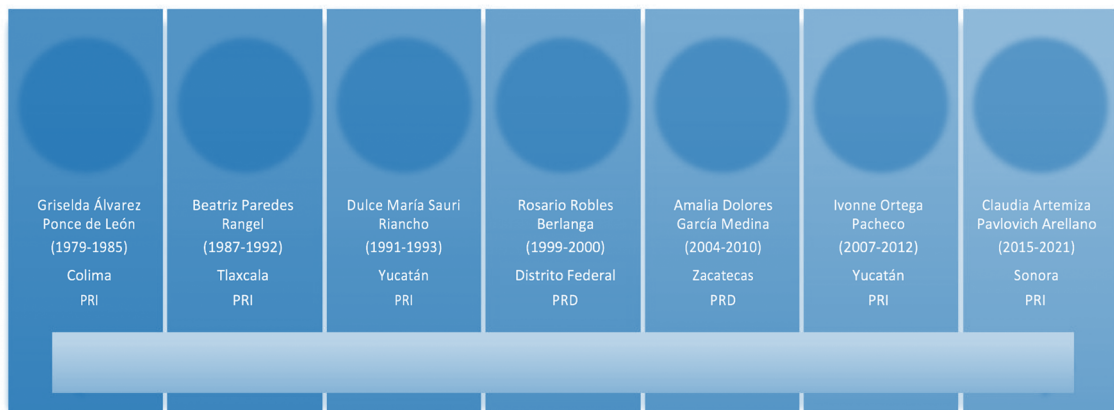 Griselda Álvarez
Ponce de León
(1979-1985)
Colima
PRI
Beatriz Paredes
Rangel
(1987-1992)
Tlaxcala
PRI
Dulce María Sauri
Riancho
(1991-1993)
Yucatán
PRI
Rosario Robles
Berlanga
(1999-2000)
Distrito Federal
PRD
Amalia Dolores
García Medina
(2004-2010)
Zacatecas
PRD
Ivonne Ortega
Pacheco
(2007-2012)
Yucatán
PRI
Claudia Artemiza
Pavlovich Arellano
(2015-2021)
Sonora
PRI